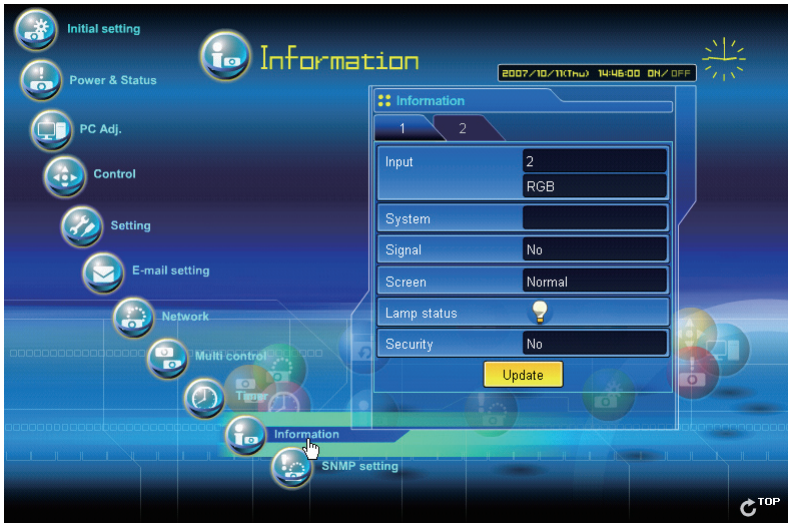 Initial setting
Information
Power & Status
2007/10/11(Thu) 14:46:00 ON/OFF
Information
1 2
PC Adj.
Input 2
RGB
Control
System
Setting
Signal No
E-mail setting
Screen Normal
Network
Lamp status
Multi control
Security No
Update
Timer
Information
SNMP setting
TOP